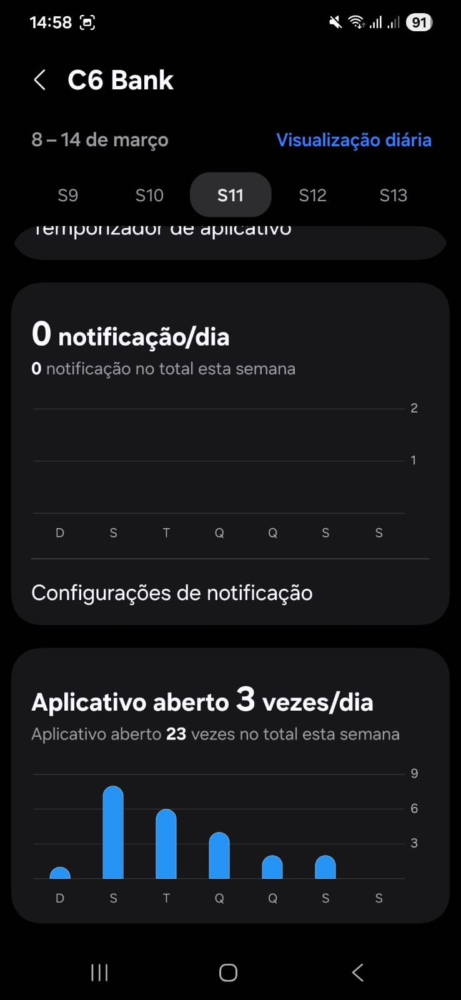 14:58
91
C6 Bank
8 – 14 de março
Visualização diária
S9 S10 S11 S12 S13
Temporizador de aplicativo
0 notificação/dia
0 notificação no total esta semana
2
1
D S T Q Q S S
Configurações de notificação
Aplicativo aberto 3 vezes/dia
Aplicativo aberto 23 vezes no total esta semana
9
6
3
D S T Q Q S S